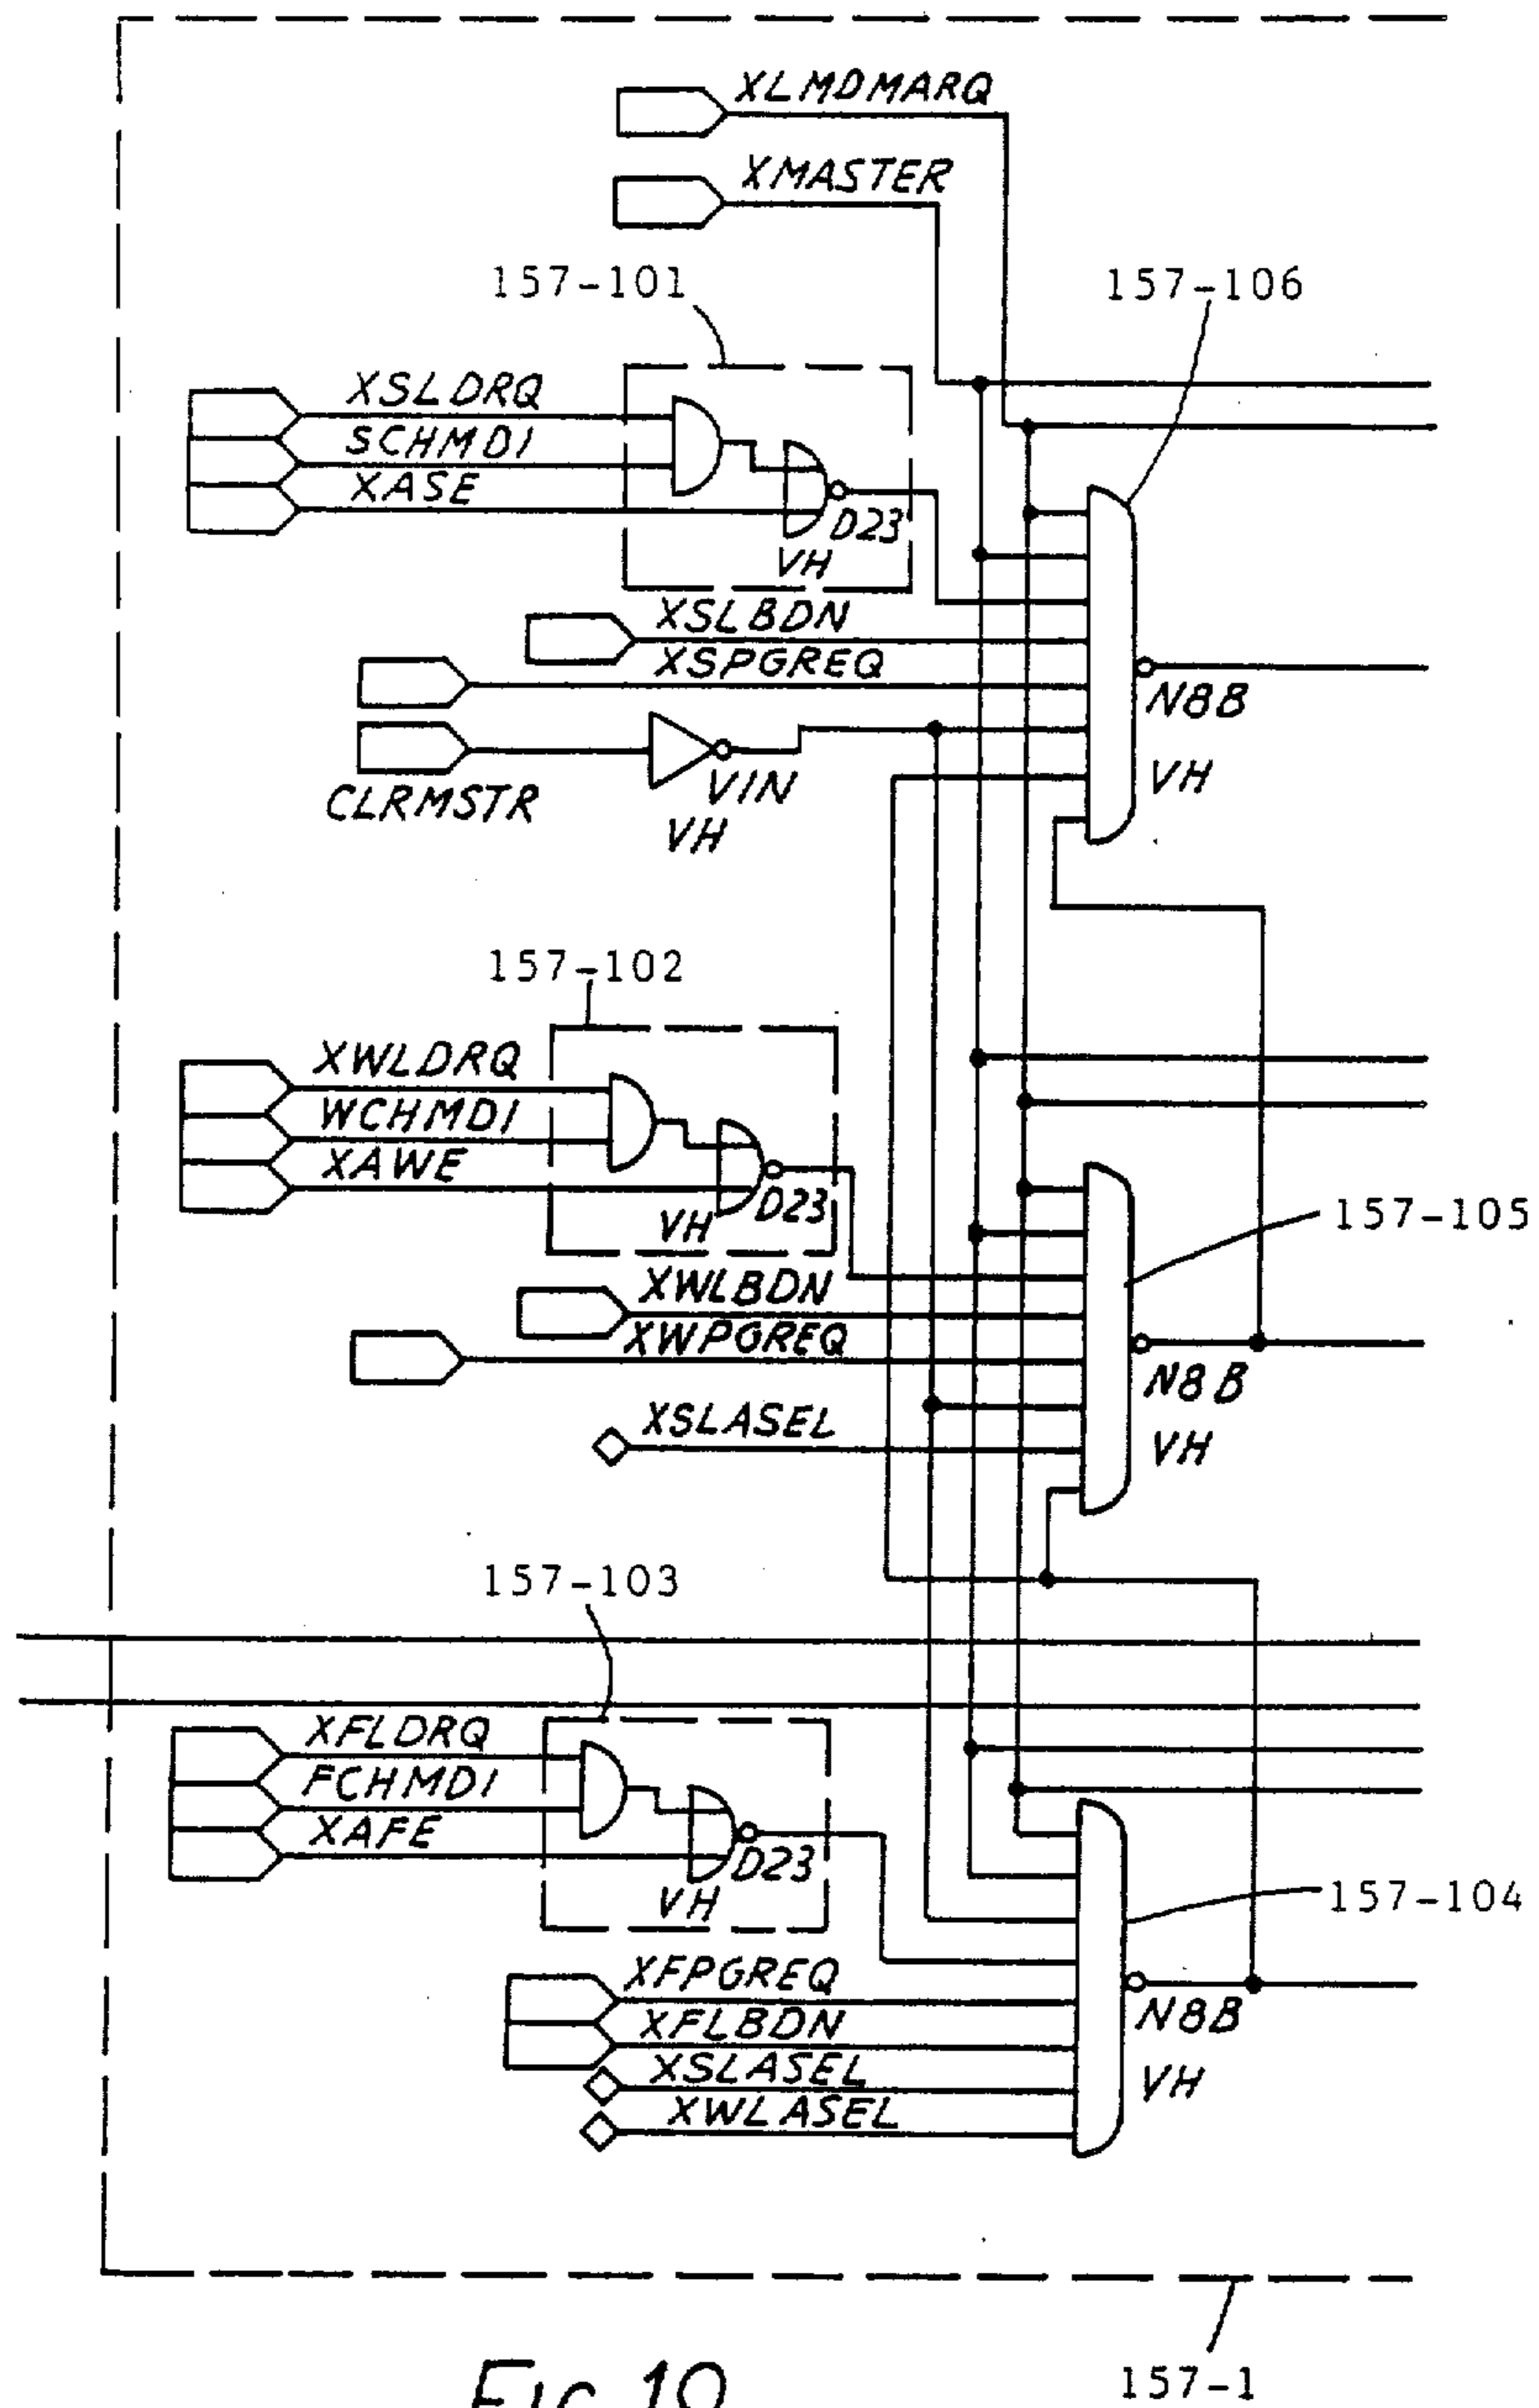 XLMDMARQ
XMASTER
157-101
157-106
XSLDRQ
SCHMDI
XASE
D23
VH
XSLBDN
XSPGREQ
N8B
CLRMSTR
VIN
VH
VH
157-102
XWLDRQ
WCHMDI
XAWE
D23
VH
157-105
XWLBDN
XWPGREQ
N8B
XSLASEL
VH
157-103
XFLDRQ
FCHMDI
XAFE
D23
VH
157-104
XFPGREQ
XFLBDN
N8B
XSLASEL
VH
XWLASEL
157-1